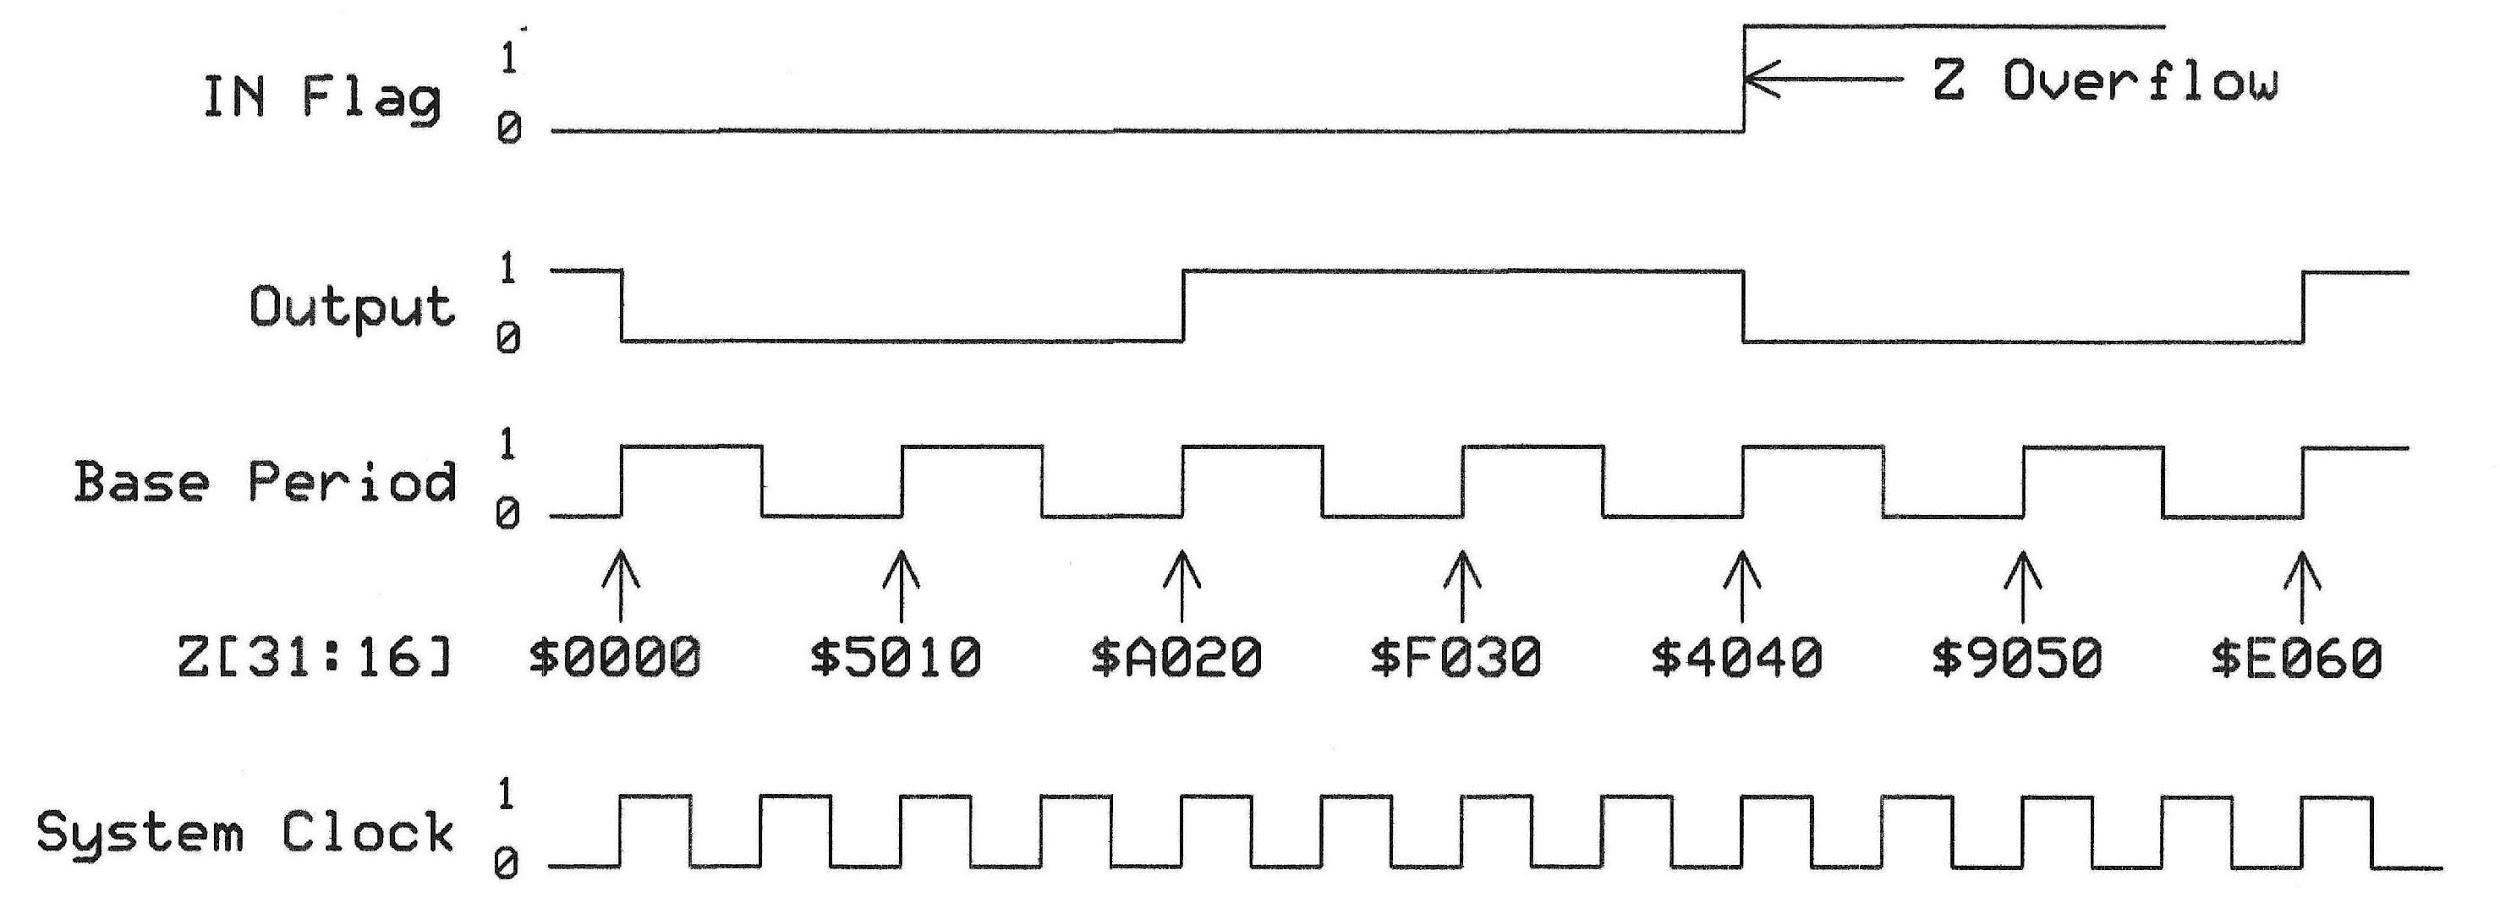 1
IN Flag
0
Z Overflow
1
Output
0
1
Base Period
0
Z[31:16] $0000 $5010 $A020 $F030 $4040 $9050 $E060
1
System Clock
0